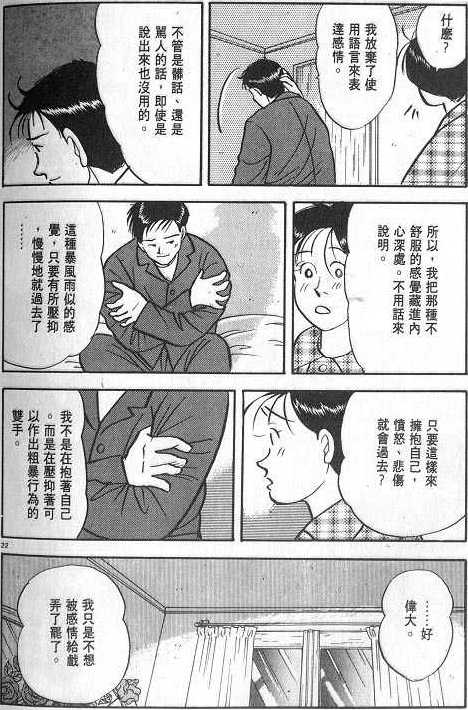 什麼？
我放棄了使
用語言來表
達感情。
不管是髒話、還是
罵人的話，即使是
說出來也沒用的。
所以，我把那種不
舒服的感覺藏進內
心深處。不用話來
說明。
這種暴風雨似的感
覺，只要有所壓抑
，慢慢地就過去了
……
只要這樣來
擁抱自己，
憤怒、悲傷
就會過去？
我不是在抱著自己
。而是在壓抑著可
以作出粗暴行為的
雙手。
22
……好
偉大。
我只是不想
被感情給戲
弄了罷了。